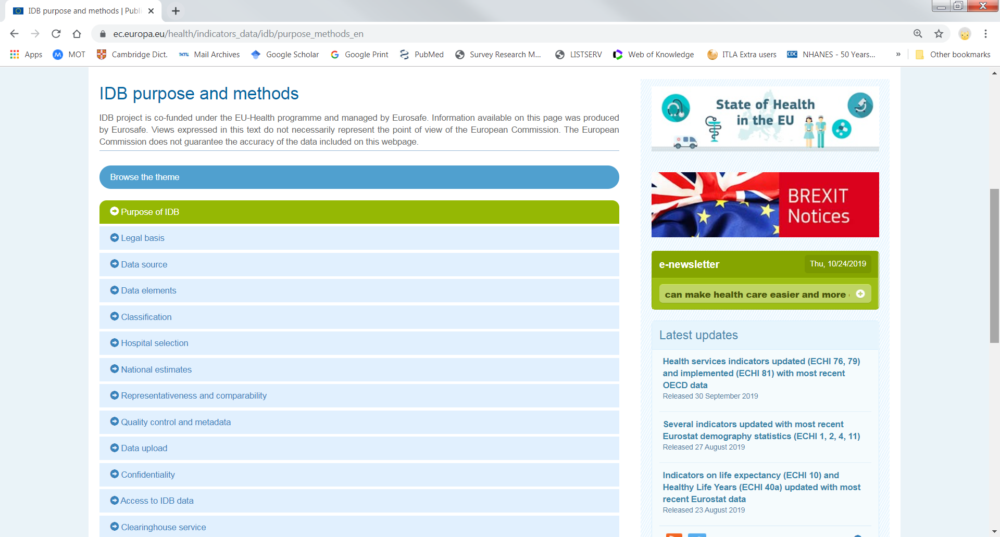 IDB purpose and methods | Publi
ec.europa.eu/health/indicators_data/idb/purpose_methods_en
Apps
MOT
Cambridge Dict.
Mail Archives
Google Scholar
Google Print
PubMed
Survey Research M...
LISTSERV
Web of Knowledge
ITLA Extra users
CDC
NHANES - 50 Years...
»
Other bookmarks
IDB purpose and methods
IDB project is co-funded under the EU-Health programme and managed by Eurosafe. Information available on this page was produced
by Eurosafe. Views expressed in this text do not necessarily represent the point of view of the European Commission. The European
Commission does not guarantee the accuracy of the data included on this webpage.
Browse the theme
Purpose of IDB
Legal basis
Data source
Data elements
Classification
Hospital selection
National estimates
Representativeness and comparability
Quality control and metadata
Data upload
Confidentiality
Access to IDB data
Clearinghouse service
State of Health
in the EU
BREXIT
Notices
e-newsletter
Thu, 10/24/2019
can make health care easier and more
Latest updates
Health services indicators updated (ECHI 76, 79)
and implemented (ECHI 81) with most recent
OECD data
Released 30 September 2019
Several indicators updated with most recent
Eurostat demography statistics (ECHI 1, 2, 4, 11)
Released 27 August 2019
Indicators on life expectancy (ECHI 10) and
Healthy Life Years (ECHI 40a) updated with most
recent Eurostat data
Released 23 August 2019